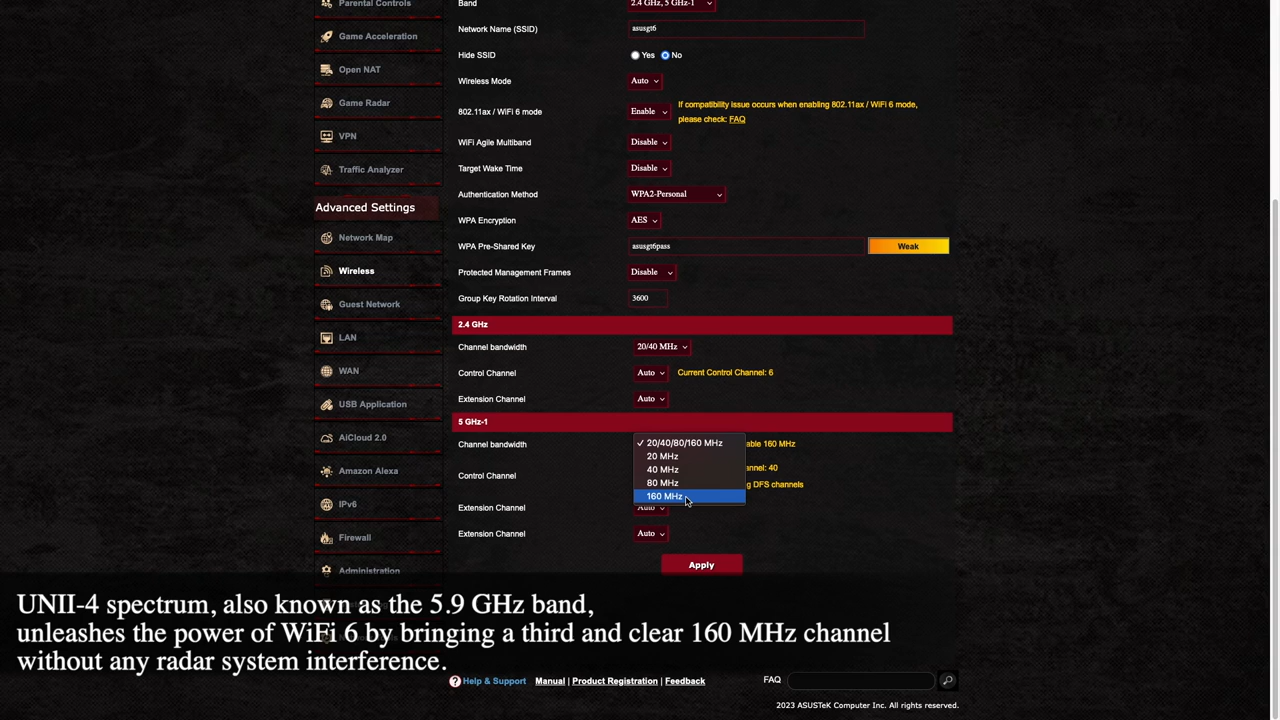 Parental Controls
Game Acceleration
Open NAT
Game Radar
VPN
Traffic Analyzer
Advanced Settings
Network Map
Wireless
Guest Network
LAN
WAN
USB Application
AiCloud 2.0
Amazon Alexa
IPv6
Firewall
Administration
Band 2.4 GHz, 5 GHz-1
Network Name (SSID) asusgt6
Hide SSID Yes No
Wireless Mode Auto
802.11ax / WiFi 6 mode Enable If compatibility issue occurs when enabling 802.11ax / WiFi 6 mode,
please check: FAQ
WiFi Agile Multiband Disable
Target Wake Time Disable
Authentication Method WPA2-Personal
WPA Encryption AES
WPA Pre-Shared Key asusgt6pass Weak
Protected Management Frames Disable
Group Key Rotation Interval 3600
2.4 GHz
Channel bandwidth 20/40 MHz
Control Channel Auto Current Control Channel: 6
Extension Channel Auto
5 GHz-1
Channel bandwidth ✓ 20/40/80/160 MHz able 160 MHz
20 MHz
40 MHz
80 MHz
160 MHz
Control Channel annel: 40
g DFS channels
Extension Channel Auto
Extension Channel Auto
Apply
UNII-4 spectrum, also known as the 5.9 GHz band,
unleashes the power of WiFi 6 by bringing a third and clear 160 MHz channel
without any radar system interference.
Help & Support Manual | Product Registration | Feedback FAQ
2023 ASUSTeK Computer Inc. All rights reserved.